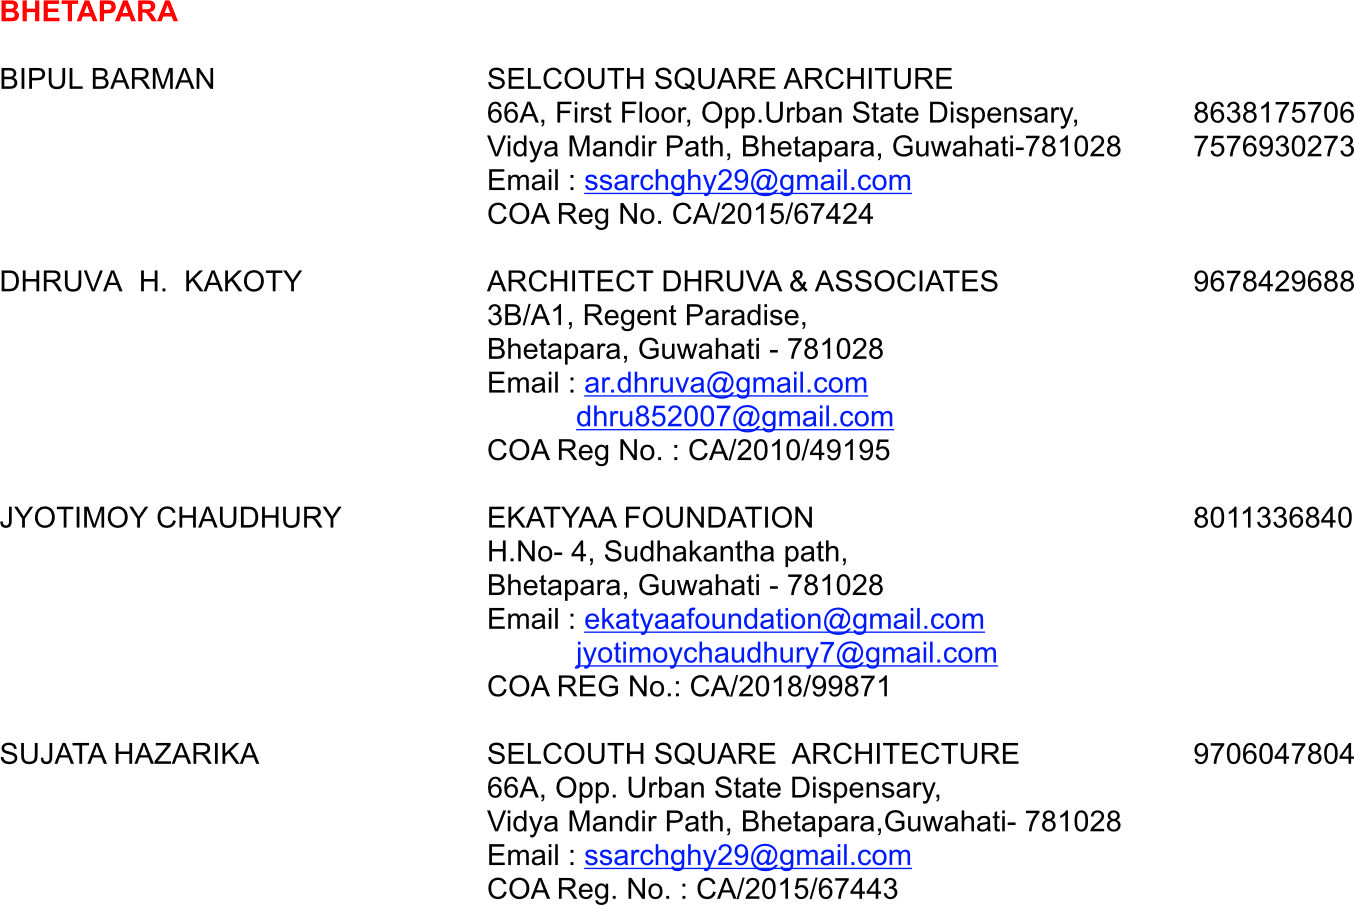 BHETAPARA
BIPUL BARMAN SELCOUTH SQUARE ARCHITURE
66A, First Floor, Opp.Urban State Dispensary, 8638175706
Vidya Mandir Path, Bhetapara, Guwahati-781028 7576930273
Email : ssarchghy29@gmail.com
COA Reg No. CA/2015/67424
DHRUVA H. KAKOTY ARCHITECT DHRUVA & ASSOCIATES 9678429688
3B/A1, Regent Paradise,
Bhetapara, Guwahati - 781028
Email : ar.dhruva@gmail.com
dhru852007@gmail.com
COA Reg No. : CA/2010/49195
JYOTIMOY CHAUDHURY EKATYAA FOUNDATION 8011336840
H.No- 4, Sudhakantha path,
Bhetapara, Guwahati - 781028
Email : ekatyaafoundation@gmail.com
jyotimoychaudhury7@gmail.com
COA REG No.: CA/2018/99871
SUJATA HAZARIKA SELCOUTH SQUARE ARCHITECTURE 9706047804
66A, Opp. Urban State Dispensary,
Vidya Mandir Path, Bhetapara,Guwahati- 781028
Email : ssarchghy29@gmail.com
COA Reg. No. : CA/2015/67443